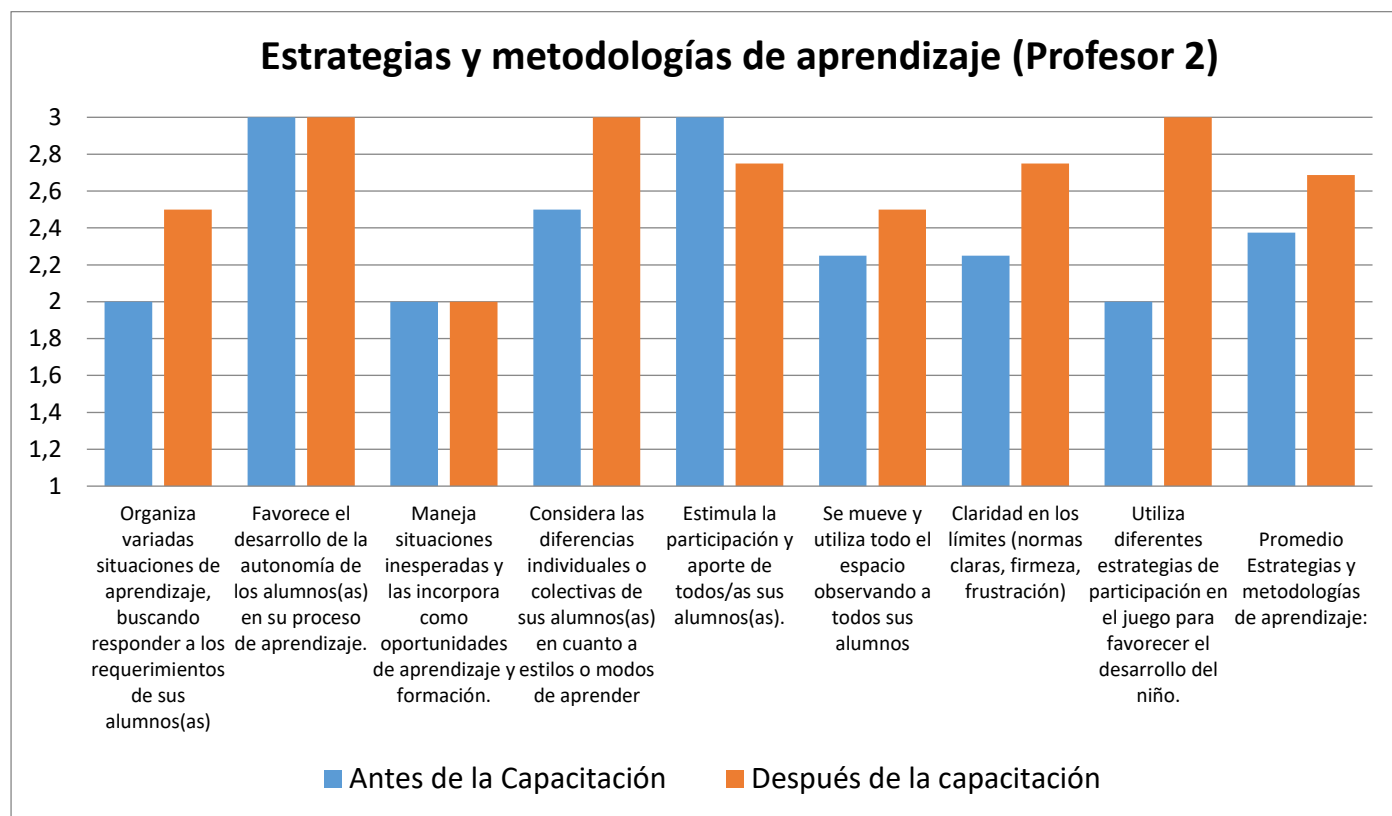 Estrategias y metodologías de aprendizaje (Profesor 2)
3
2,8
2,6
2,4
2,2
2
1,8
1,6
1,4
1,2
1
Organiza
variadas
situaciones de
aprendizaje,
buscando
responder a los
requerimientos
de sus
alumnos(as)
Favorece el
desarrollo de la
autonomía de
los alumnos(as)
en su proceso
de aprendizaje.
Maneja
situaciones
inesperadas y
las incorpora
como
oportunidades
de aprendizaje y
formación.
Considera las
diferencias
individuales o
colectivas de
sus alumnos(as)
en cuanto a
estilos o modos
de aprender
Estimula la
participación y
aporte de
todos/as sus
alumnos(as).
Se mueve y
utiliza todo el
espacio
observando a
todos sus
alumnos
Claridad en los
límites (normas
claras, firmeza,
frustración)
Utiliza
diferentes
estrategias de
participación en
el juego para
favorecer el
desarrollo del
niño.
Promedio
Estrategias y
metodologías
de aprendizaje:
Antes de la Capacitación
Después de la capacitación